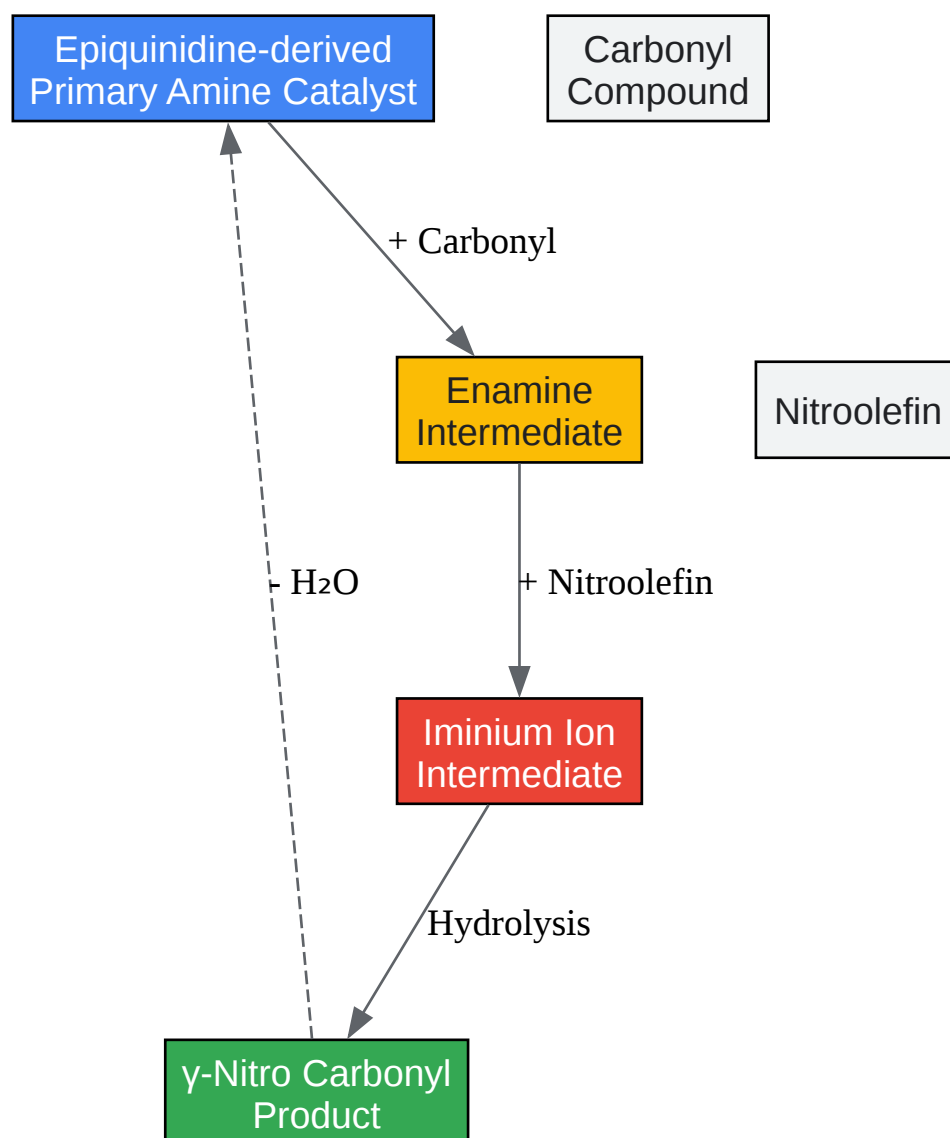 Epiquinidine-derived
Primary Amine Catalyst
Carbonyl
Compound
+ Carbonyl
Enamine
Intermediate
Nitroolefin
- H₂O
+ Nitroolefin
Iminium Ion
Intermediate
Hydrolysis
γ-Nitro Carbonyl
Product